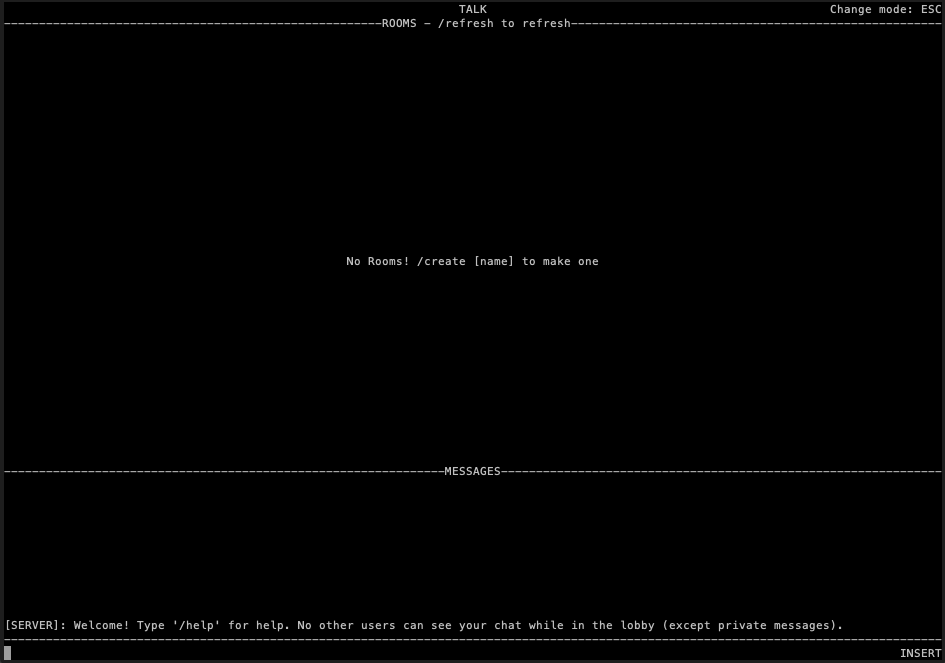 TALK Change mode: ESC
ROOMS - /refresh to refresh
No Rooms! /create [name] to make one
MESSAGES
[SERVER]: Welcome! Type '/help' for help. No other users can see your chat while in the lobby (except private messages).
INSERT